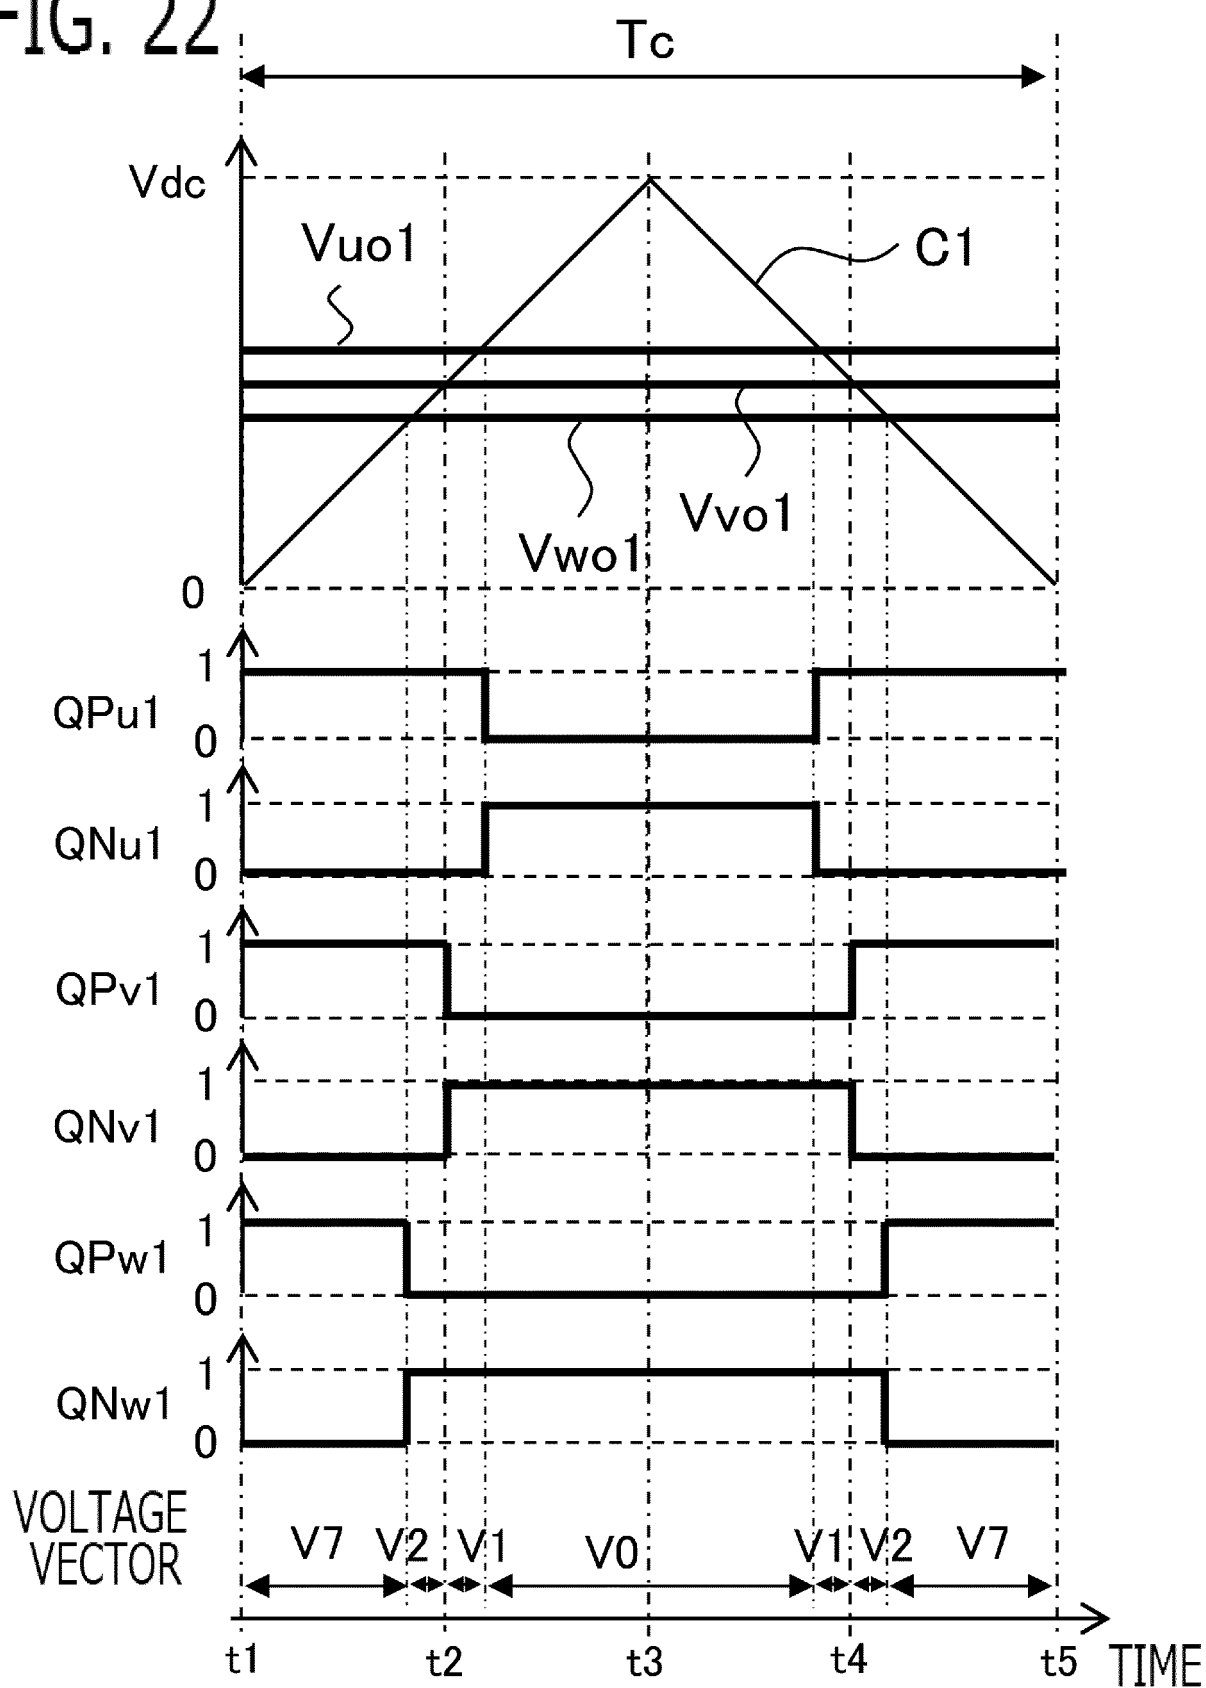 FIG. 22
Tc
Vdc
Vuo1
C1
Vvo1
Vwo1
0
1
QPu1
0
1
QNu1
0
1
QPv1
0
1
QNv1
0
1
QPw1
0
1
QNw1
0
VOLTAGE
VECTOR
V7 V2 V1 V0 V1 V2 V7
t1 t2 t3 t4 t5 TIME